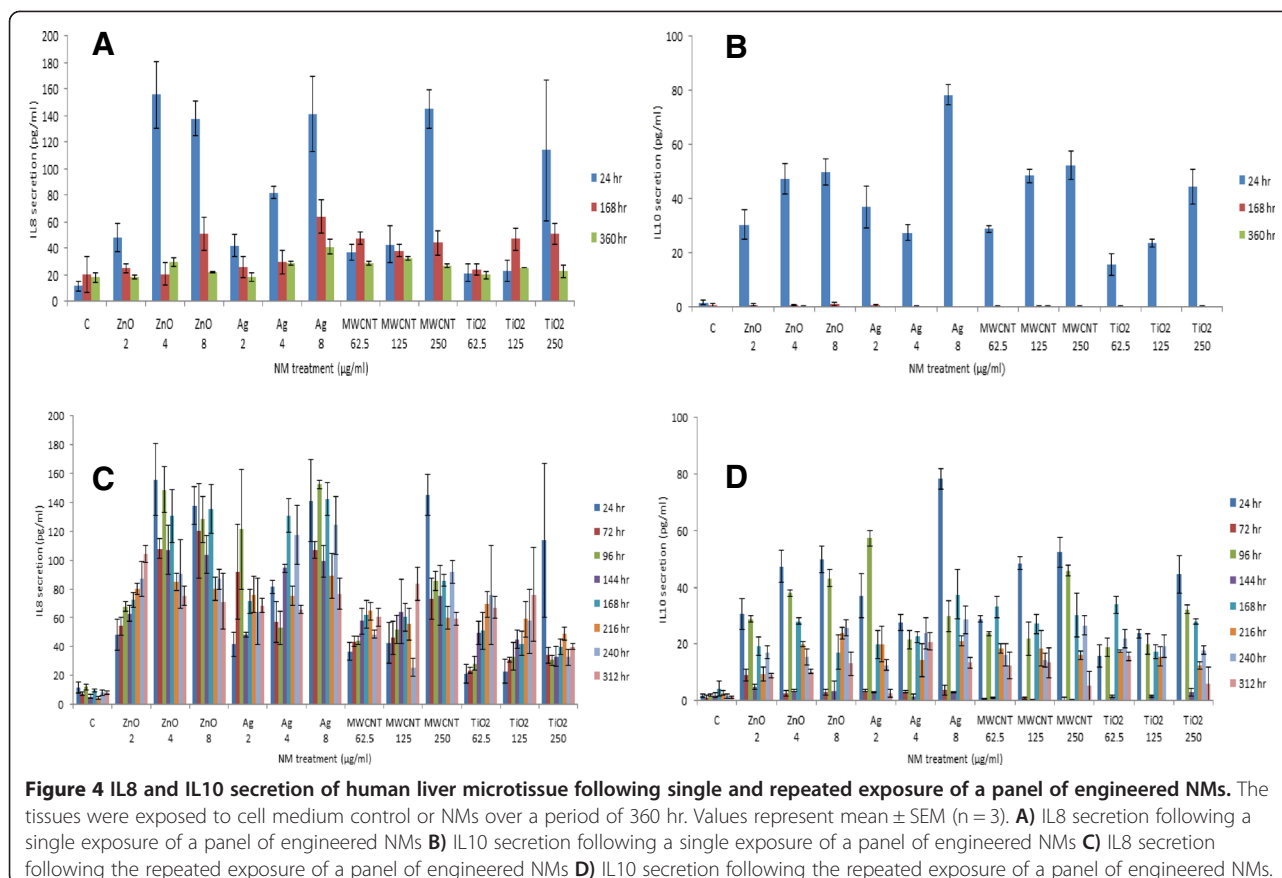 A
IL8 secretion (pg/ml)
200
180
160
140
120
100
80
60
40
20
0
C ZnO ZnO ZnO Ag Ag Ag MWCNT MWCNT MWCNT TiO2 TiO2 TiO2
2 4 8 2 4 8 62.5 125 250 62.5 125 250
NM treatment (µg/ml)
24 hr
168 hr
360 hr
B
IL10 secretion (pg/ml)
100
80
60
40
20
0
C ZnO ZnO ZnO Ag Ag Ag MWCNT MWCNT MWCNT TiO2 TiO2 TiO2
2 4 8 2 4 8 62.5 125 250 62.5 125 250
NM treatment (µg/ml)
24 hr
168 hr
360 hr
C
IL8 secretion (pg/ml)
200
180
160
140
120
100
80
60
40
20
0
C ZnO ZnO ZnO Ag Ag Ag MWCNT MWCNT MWCNT TiO2 TiO2 TiO2
2 4 8 2 4 8 62.5 125 250 62.5 125 250
NM treatment (µg/ml)
24 hr
72 hr
96 hr
144 hr
168 hr
216 hr
240 hr
312 hr
D
IL10 secretion (pg/ml)
100
80
60
40
20
0
C ZnO ZnO ZnO Ag Ag Ag MWCNT MWCNT MWCNT TiO2 TiO2 TiO2
2 4 8 2 4 8 62.5 125 250 62.5 125 250
NM treatment (µg/ml)
24 hr
72 hr
96 hr
144 hr
168 hr
216 hr
240 hr
312 hr
Figure 4 IL8 and IL10 secretion of human liver microtissue following single and repeated exposure of a panel of engineered NMs. The
tissues were exposed to cell medium control or NMs over a period of 360 hr. Values represent mean ± SEM (n = 3). A) IL8 secretion following a
single exposure of a panel of engineered NMs B) IL10 secretion following a single exposure of a panel of engineered NMs C) IL8 secretion
following the repeated exposure of a panel of engineered NMs D) IL10 secretion following the repeated exposure of a panel of engineered NMs.